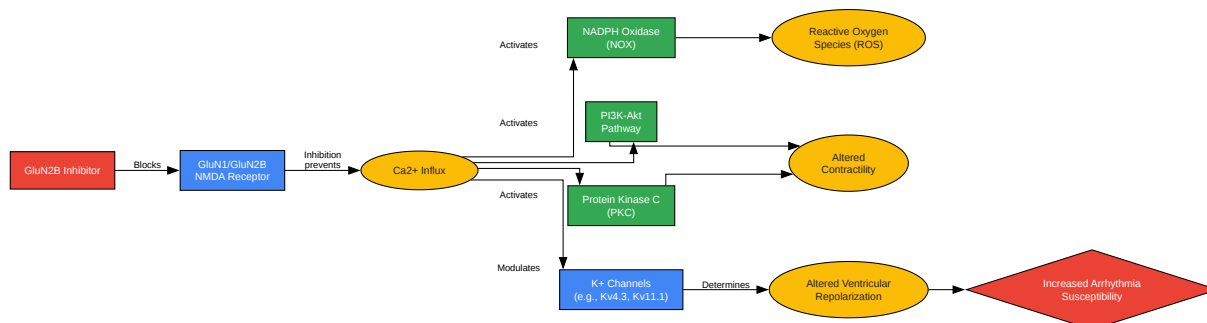 NADPH Oxidase
(NOX)
Reactive Oxygen
Species (ROS)
Activates
Activates
PI3K-Akt
Pathway
GluN2B Inhibitor
Blocks
GluN1/GluN2B
NMDA Receptor
Inhibition
prevents
Ca2+ Influx
Altered
Contractility
Activates
Protein Kinase C
(PKC)
Modulates
K+ Channels
(e.g., Kv4.3, Kv11.1)
Determines
Altered Ventricular
Repolarization
Increased Arrhythmia
Susceptibility